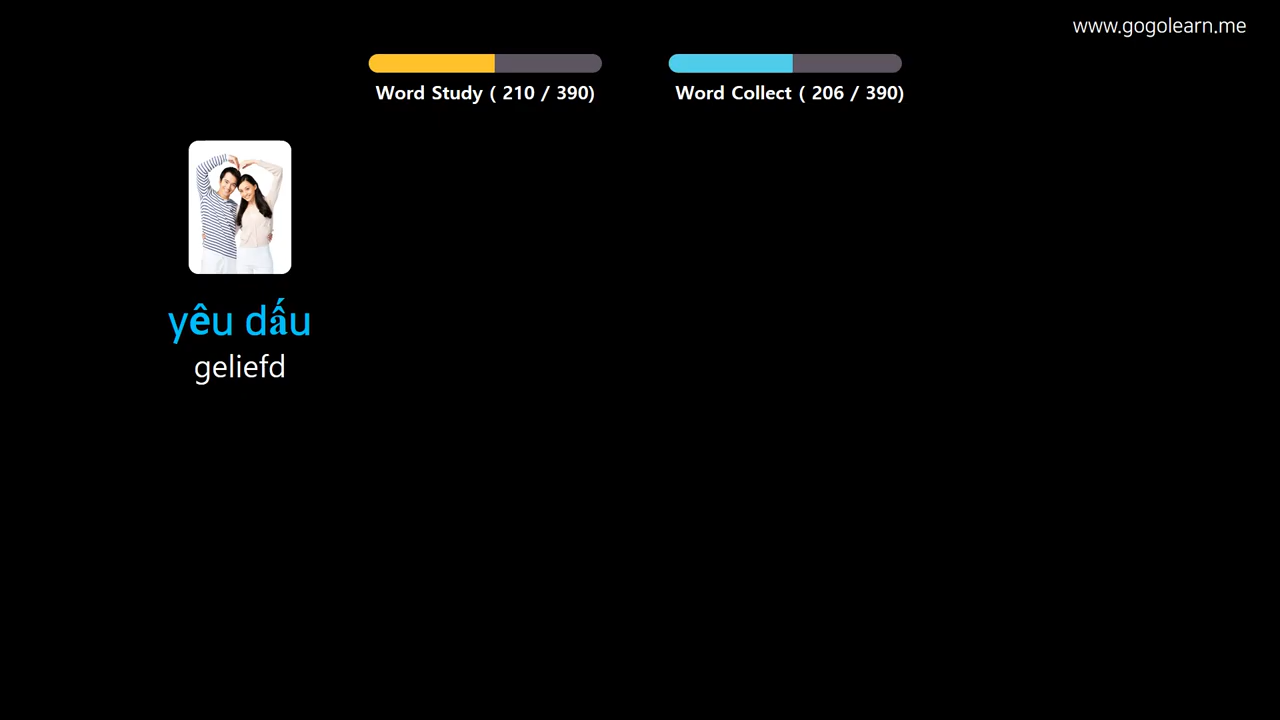 www.gogolearn.me
Word Study ( 210 / 390)
Word Collect ( 206 / 390)
yêu dấu
geliefd